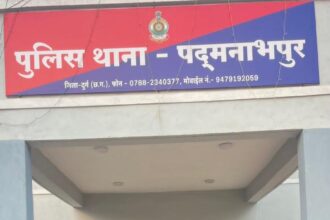 पुलिस थाना - पद्मनाभपुर
जिला-दुर्ग (छ.ग.), फोन - 0788-2340377, मोबाईल नं.- 9479192059